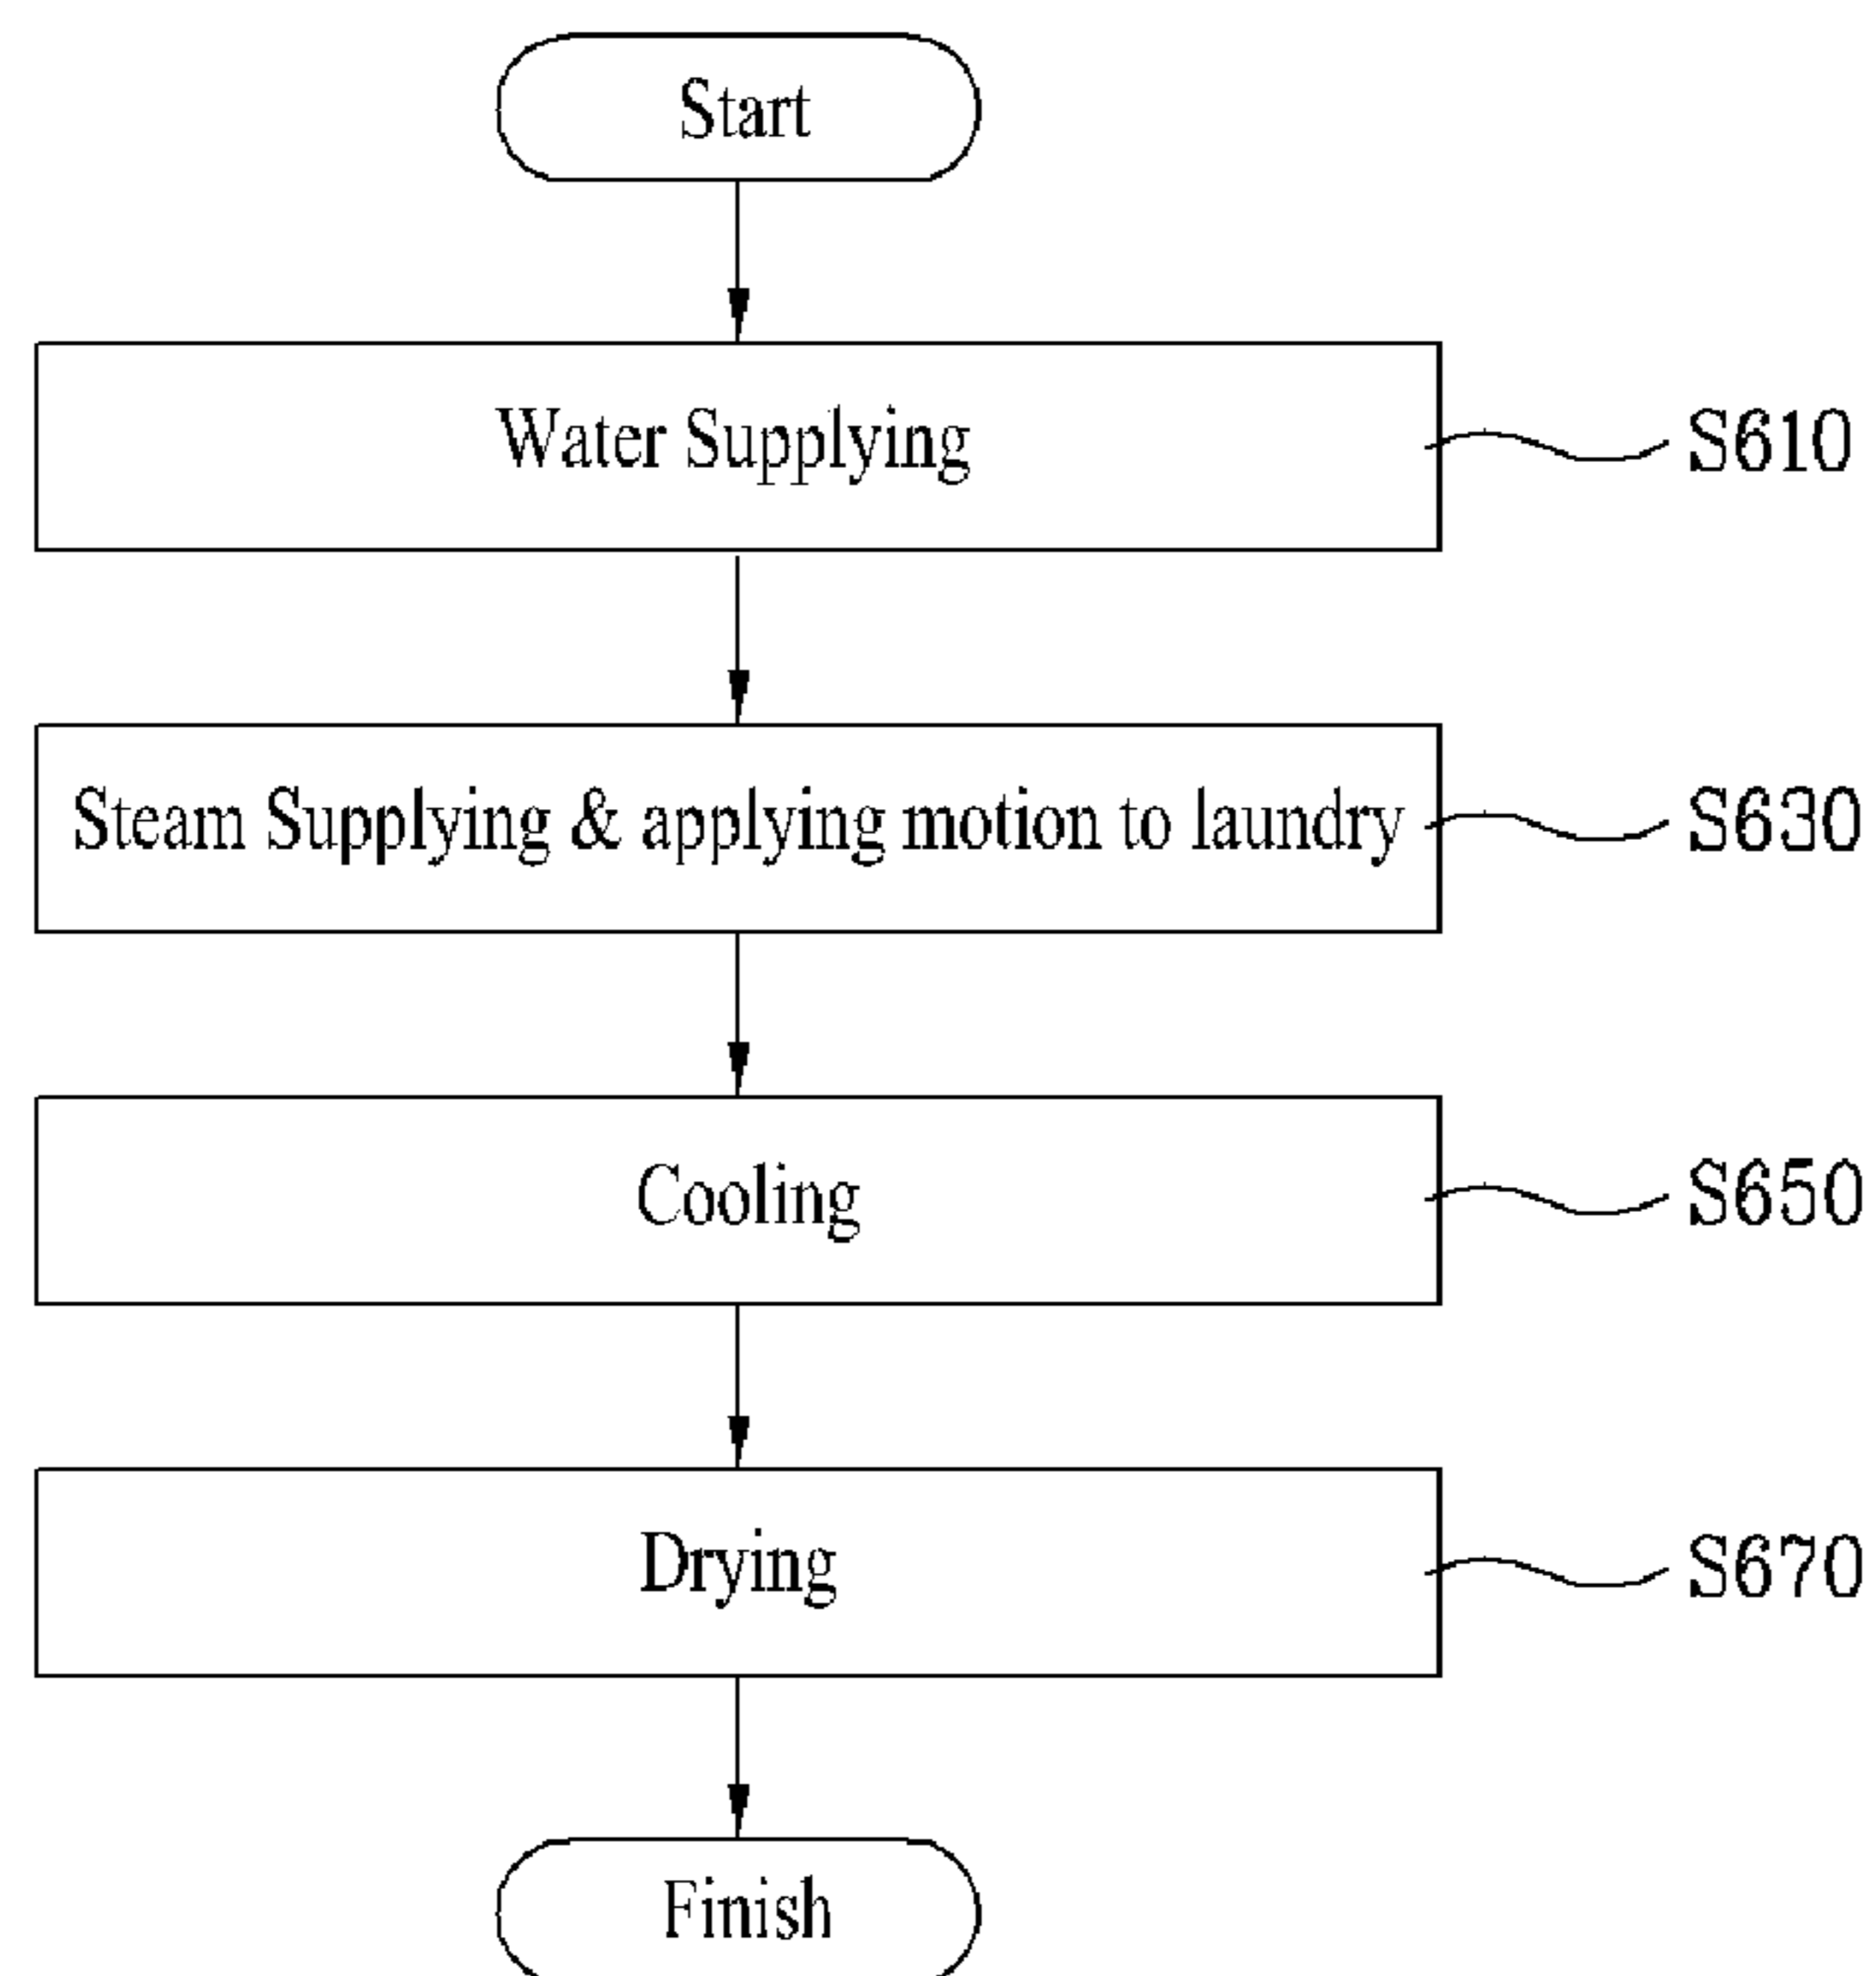 Start
Water Supplying
S610
Steam Supplying & applying motion to laundry
S630
Cooling
S650
Drying
S670
Finish